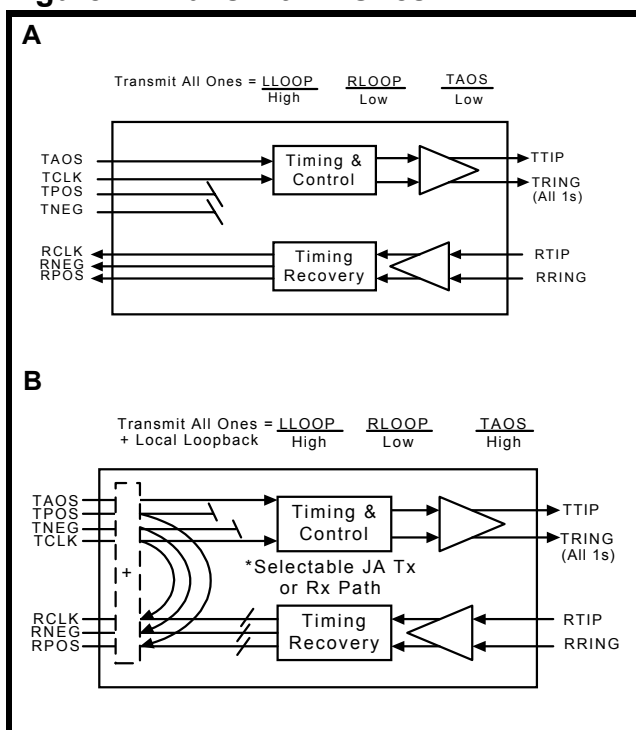 A
Transmit All Ones = LLOOP RLOOP TAOS
High Low Low
TAOS
TCLK
TPOS
TNEG
Timing &
Control
TTIP
TRING
(All 1s)
RCLK
RNEG
RPOS
Timing
Recovery
RTIP
RRING
B
Transmit All Ones = LLOOP RLOOP TAOS
+ Local Loopback High Low High
TAOS
TPOS
TNEG
TCLK
Timing &
Control
TTIP
TRING
(All 1s)
+
*Selectable JA Tx
or Rx Path
RCLK
RNEG
RPOS
Timing
Recovery
RTIP
RRING